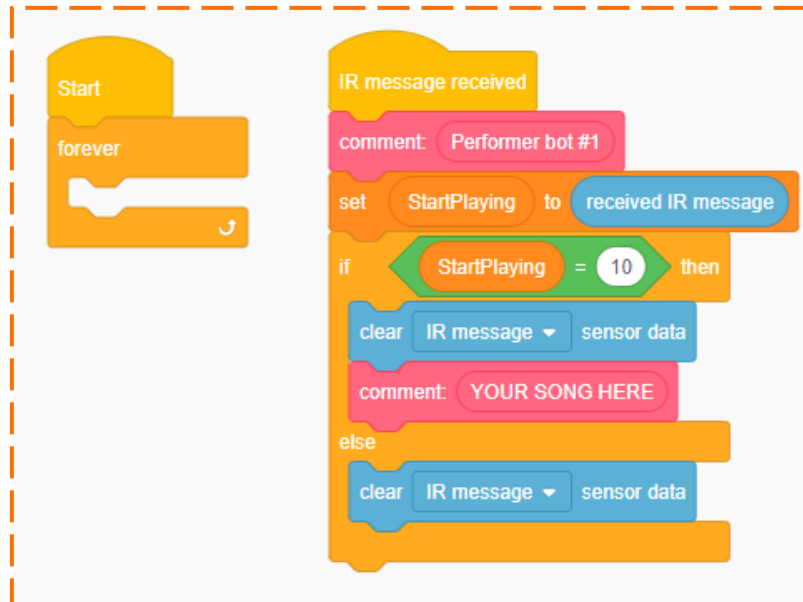 Start
forever
IR message received
comment: Performer bot #1
set StartPlaying to received IR message
if StartPlaying = 10 then
clear IR message sensor data
comment: YOUR SONG HERE
else
clear IR message sensor data